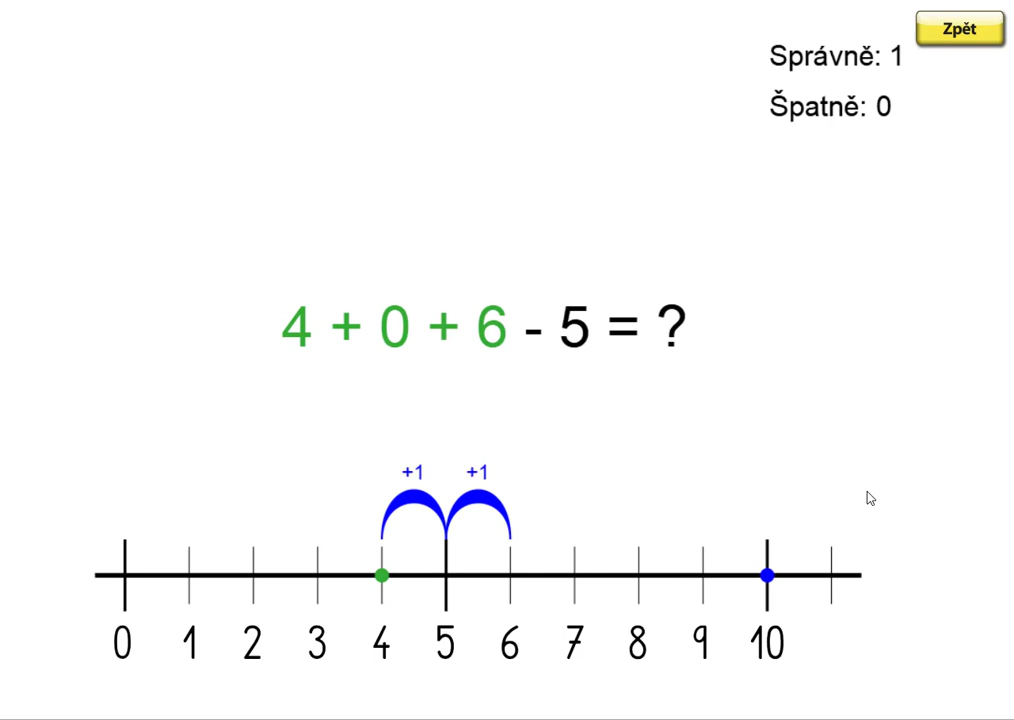 Zpět
Správně: 1
Špatně: 0
4 + 0 + 6 - 5 = ?
+1 +1
0 1 2 3 4 5 6 7 8 9 10